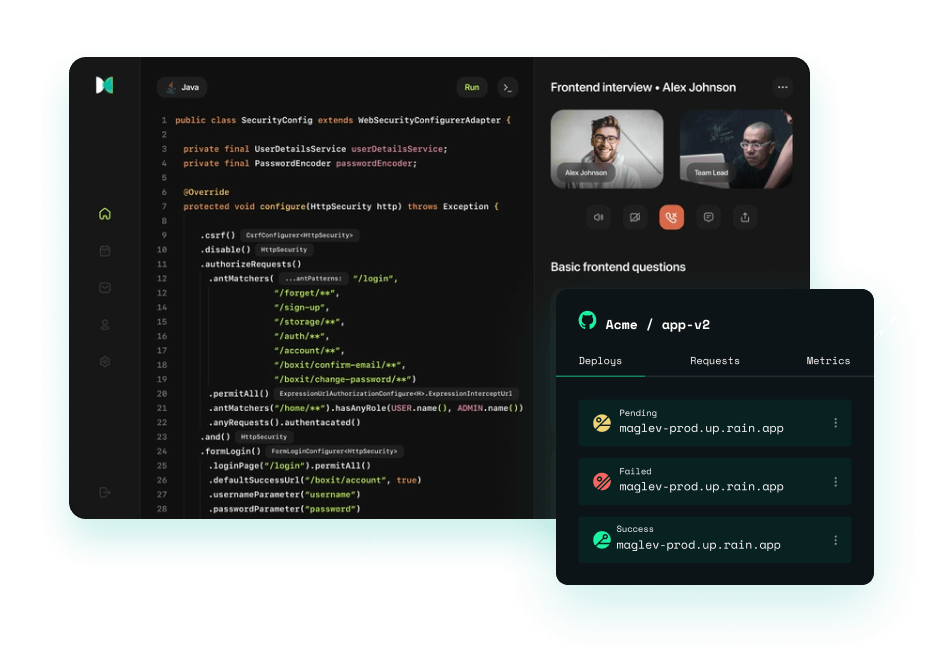 Java
Run
>_
Frontend interview • Alex Johnson
1 public class SecurityConfig extends WebSecurityConfigurerAdapter {
2
3 private final UserDetailsService userDetailsService;
4 private final PasswordEncoder passwordEncoder;
5
6 @Override
7 protected void configure(HttpSecurity http) throws Exception {
8
9 .csrf() CsrfConfigurer<HttpSecurity>
10 .disable() HttpSecurity
11 .authorizeRequests()
12 .antMatchers( ...antPatterns: "/login",
12 "/forget/**",
14 "/sign-up",
15 "/storage/**",
16 "/auth/**",
17 "/account/**",
18 "/boxit/confirm-email/**",
19 "/boxit/change-password/**")
20 .permitAll() ExpressionUrlAuthorizationConfigure<H>.ExpressionInterceptUrl
21 .antMatchers("/home/**").hasAnyRole(USER.name(), ADMIN.name())
22 .anyRequests().authentacated()
23 .and() HttpSecurity
24 .formLogin() FormLoginConfigurer<HttpSecurity>
25 .loginPage("/login").permitAll()
26 .defaultSuccessUrl("/boxit/account", true)
27 .usernameParameter("username")
28 .passwordParameter("password")
Alex Johnson
Team Lead
Basic frontend questions
Acme / app-v2
Deploys Requests Metrics
Pending
maglev-prod.up.rain.app
Failed
maglev-prod.up.rain.app
Success
maglev-prod.up.rain.app